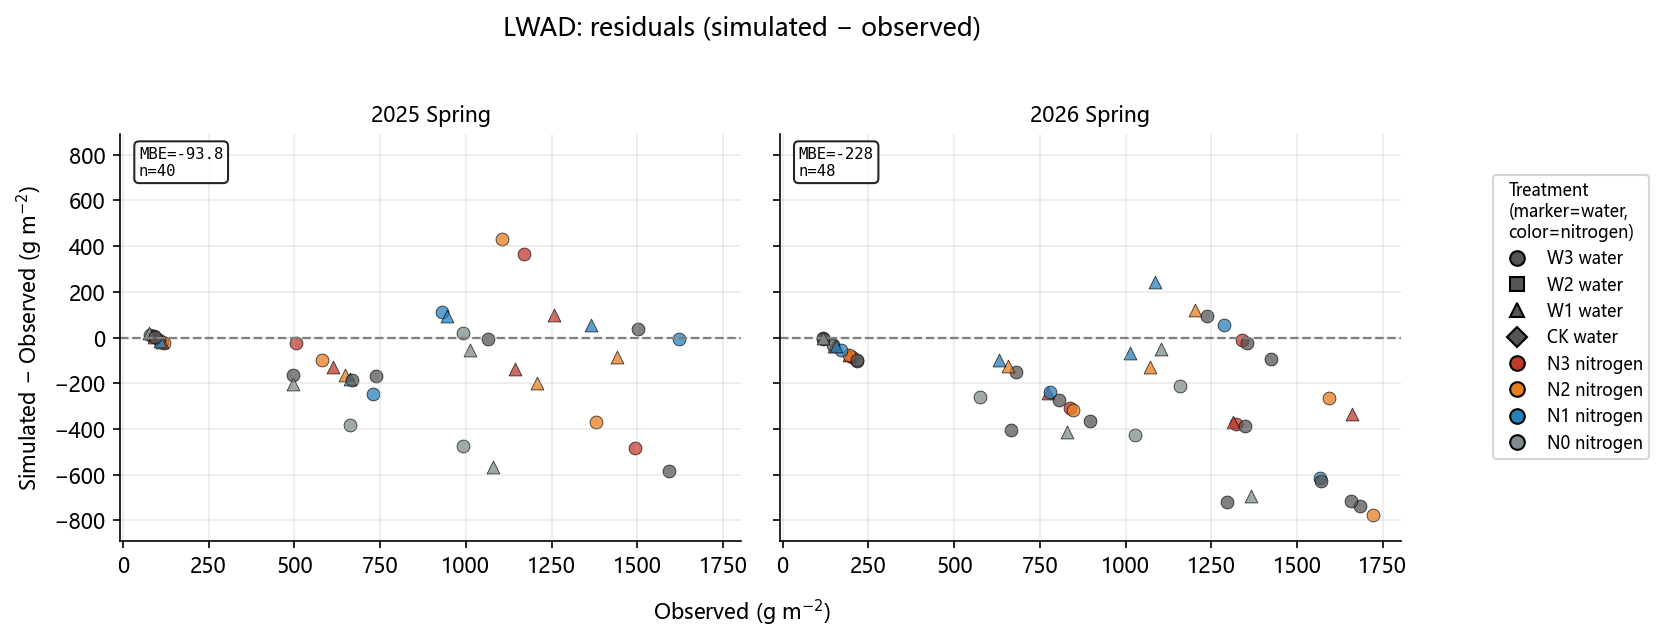 LWAD: residuals (simulated − observed)
2025 Spring
2026 Spring
MBE=-93.8
n=40
MBE=-228
n=48
Simulated − Observed (g m−2)
800
600
400
200
0
−200
−400
−600
−800
0 250 500 750 1000 1250 1500 1750
0 250 500 750 1000 1250 1500 1750
Observed (g m−2)
Treatment
(marker=water,
color=nitrogen)
W3 water
W2 water
W1 water
CK water
N3 nitrogen
N2 nitrogen
N1 nitrogen
N0 nitrogen